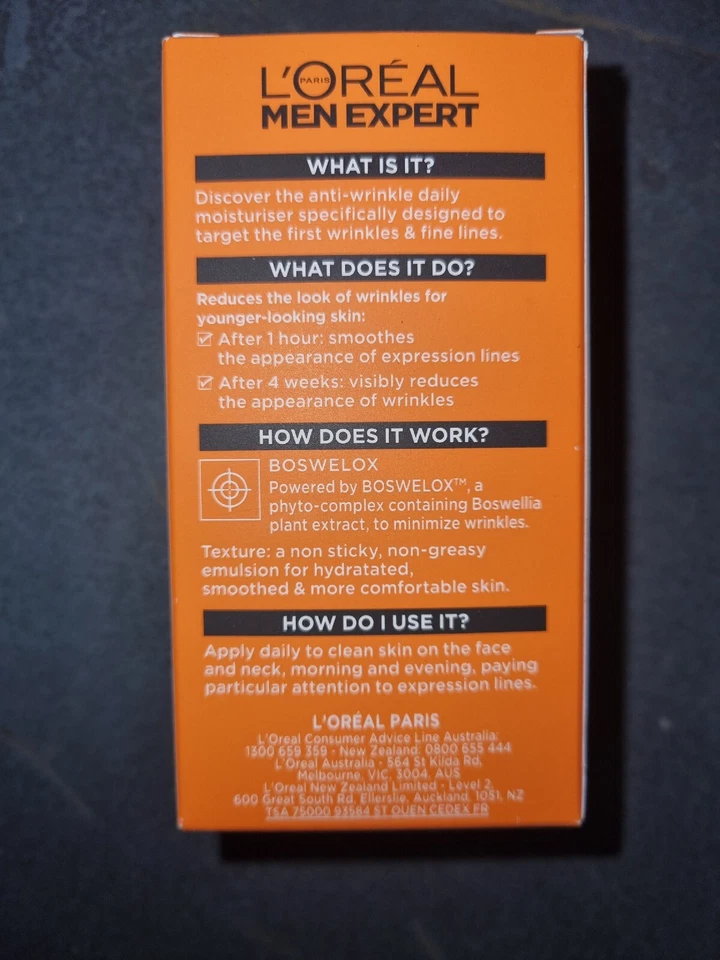 L'ORÉAL
PARIS
MEN EXPERT
WHAT IS IT?
Discover the anti-wrinkle daily
moisturiser specifically designed to
target the first wrinkles & fine lines.
WHAT DOES IT DO?
Reduces the look of wrinkles for
younger-looking skin:
After 1 hour: smoothes
the appearance of expression lines
After 4 weeks: visibly reduces
the appearance of wrinkles
HOW DOES IT WORK?
BOSWELOX
Powered by BOSWELOX™, a
phyto-complex containing Boswellia
plant extract, to minimize wrinkles.
Texture: a non sticky, non-greasy
emulsion for hydratated,
smoothed & more comfortable skin.
HOW DO I USE IT?
Apply daily to clean skin on the face
and neck, morning and evening, paying
particular attention to expression lines.
L'ORÉAL PARIS
L'Oreal Consumer Advice Line Australia:
1300 659 359 - New Zealand: 0800 655 444
L'Oreal Australia - 564 St Kilda Rd,
Melbourne, VIC, 3004, AUS
L'Oreal New Zealand Limited - Level 2,
600 Great South Rd, Ellerslie, Auckland, 1051, NZ
TSA 75000 93584 ST OUEN CEDEX FR